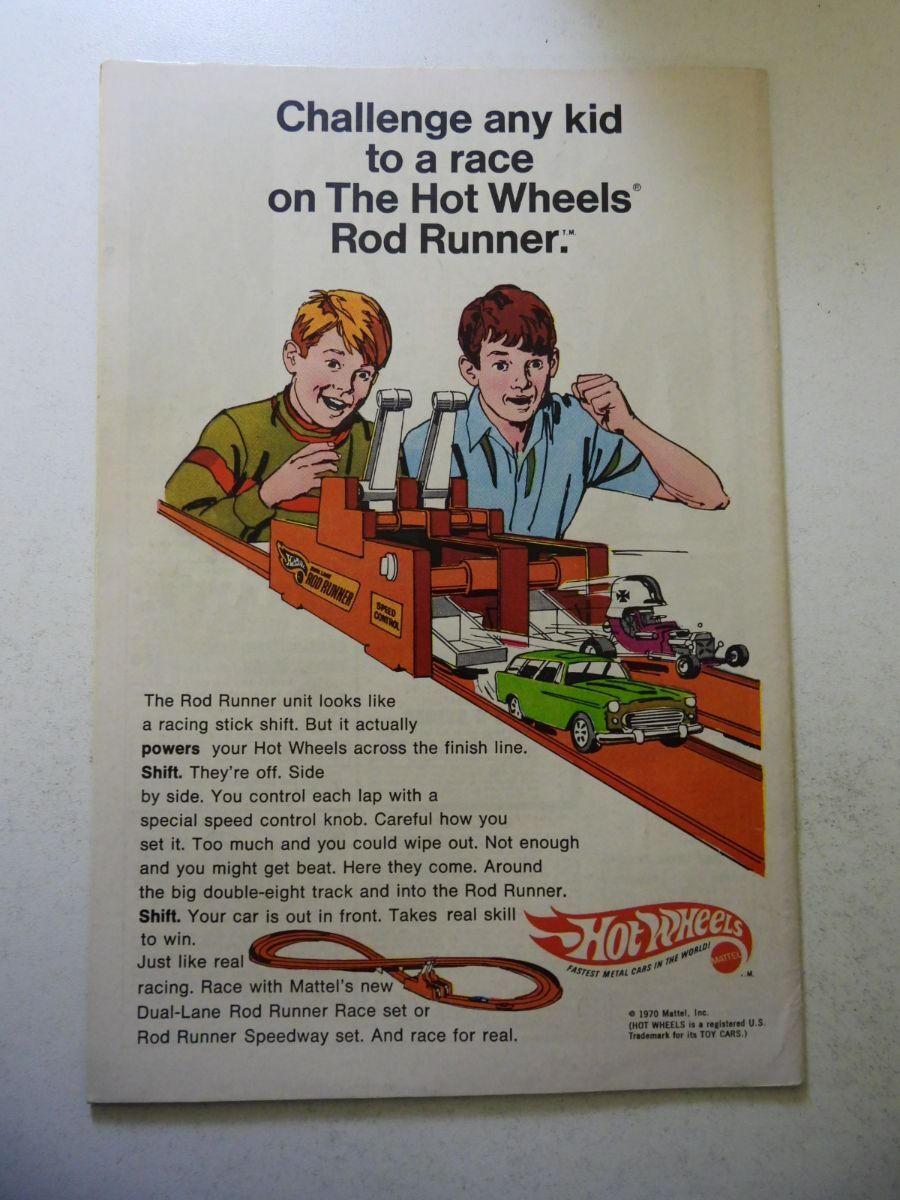 Challenge any kid
to a race
on The Hot Wheels®
Rod Runner.T.M.
Hot Wheels
DUAL LANE
ROD RUNNER
SPEED
CONTROL
The Rod Runner unit looks like
a racing stick shift. But it actually
powers your Hot Wheels across the finish line.
Shift. They're off. Side
by side. You control each lap with a
special speed control knob. Careful how you
set it. Too much and you could wipe out. Not enough
and you might get beat. Here they come. Around
the big double-eight track and into the Rod Runner.
Shift. Your car is out in front. Takes real skill
to win.
Just like real
racing. Race with Mattel's new
Dual-Lane Rod Runner Race set or
Rod Runner Speedway set. And race for real.
Hot Wheels
FASTEST METAL CARS IN THE WORLD!
MATTEL
T.M.
© 1970 Mattel, Inc.
(HOT WHEELS is a registered U.S.
Trademark for its TOY CARS.)